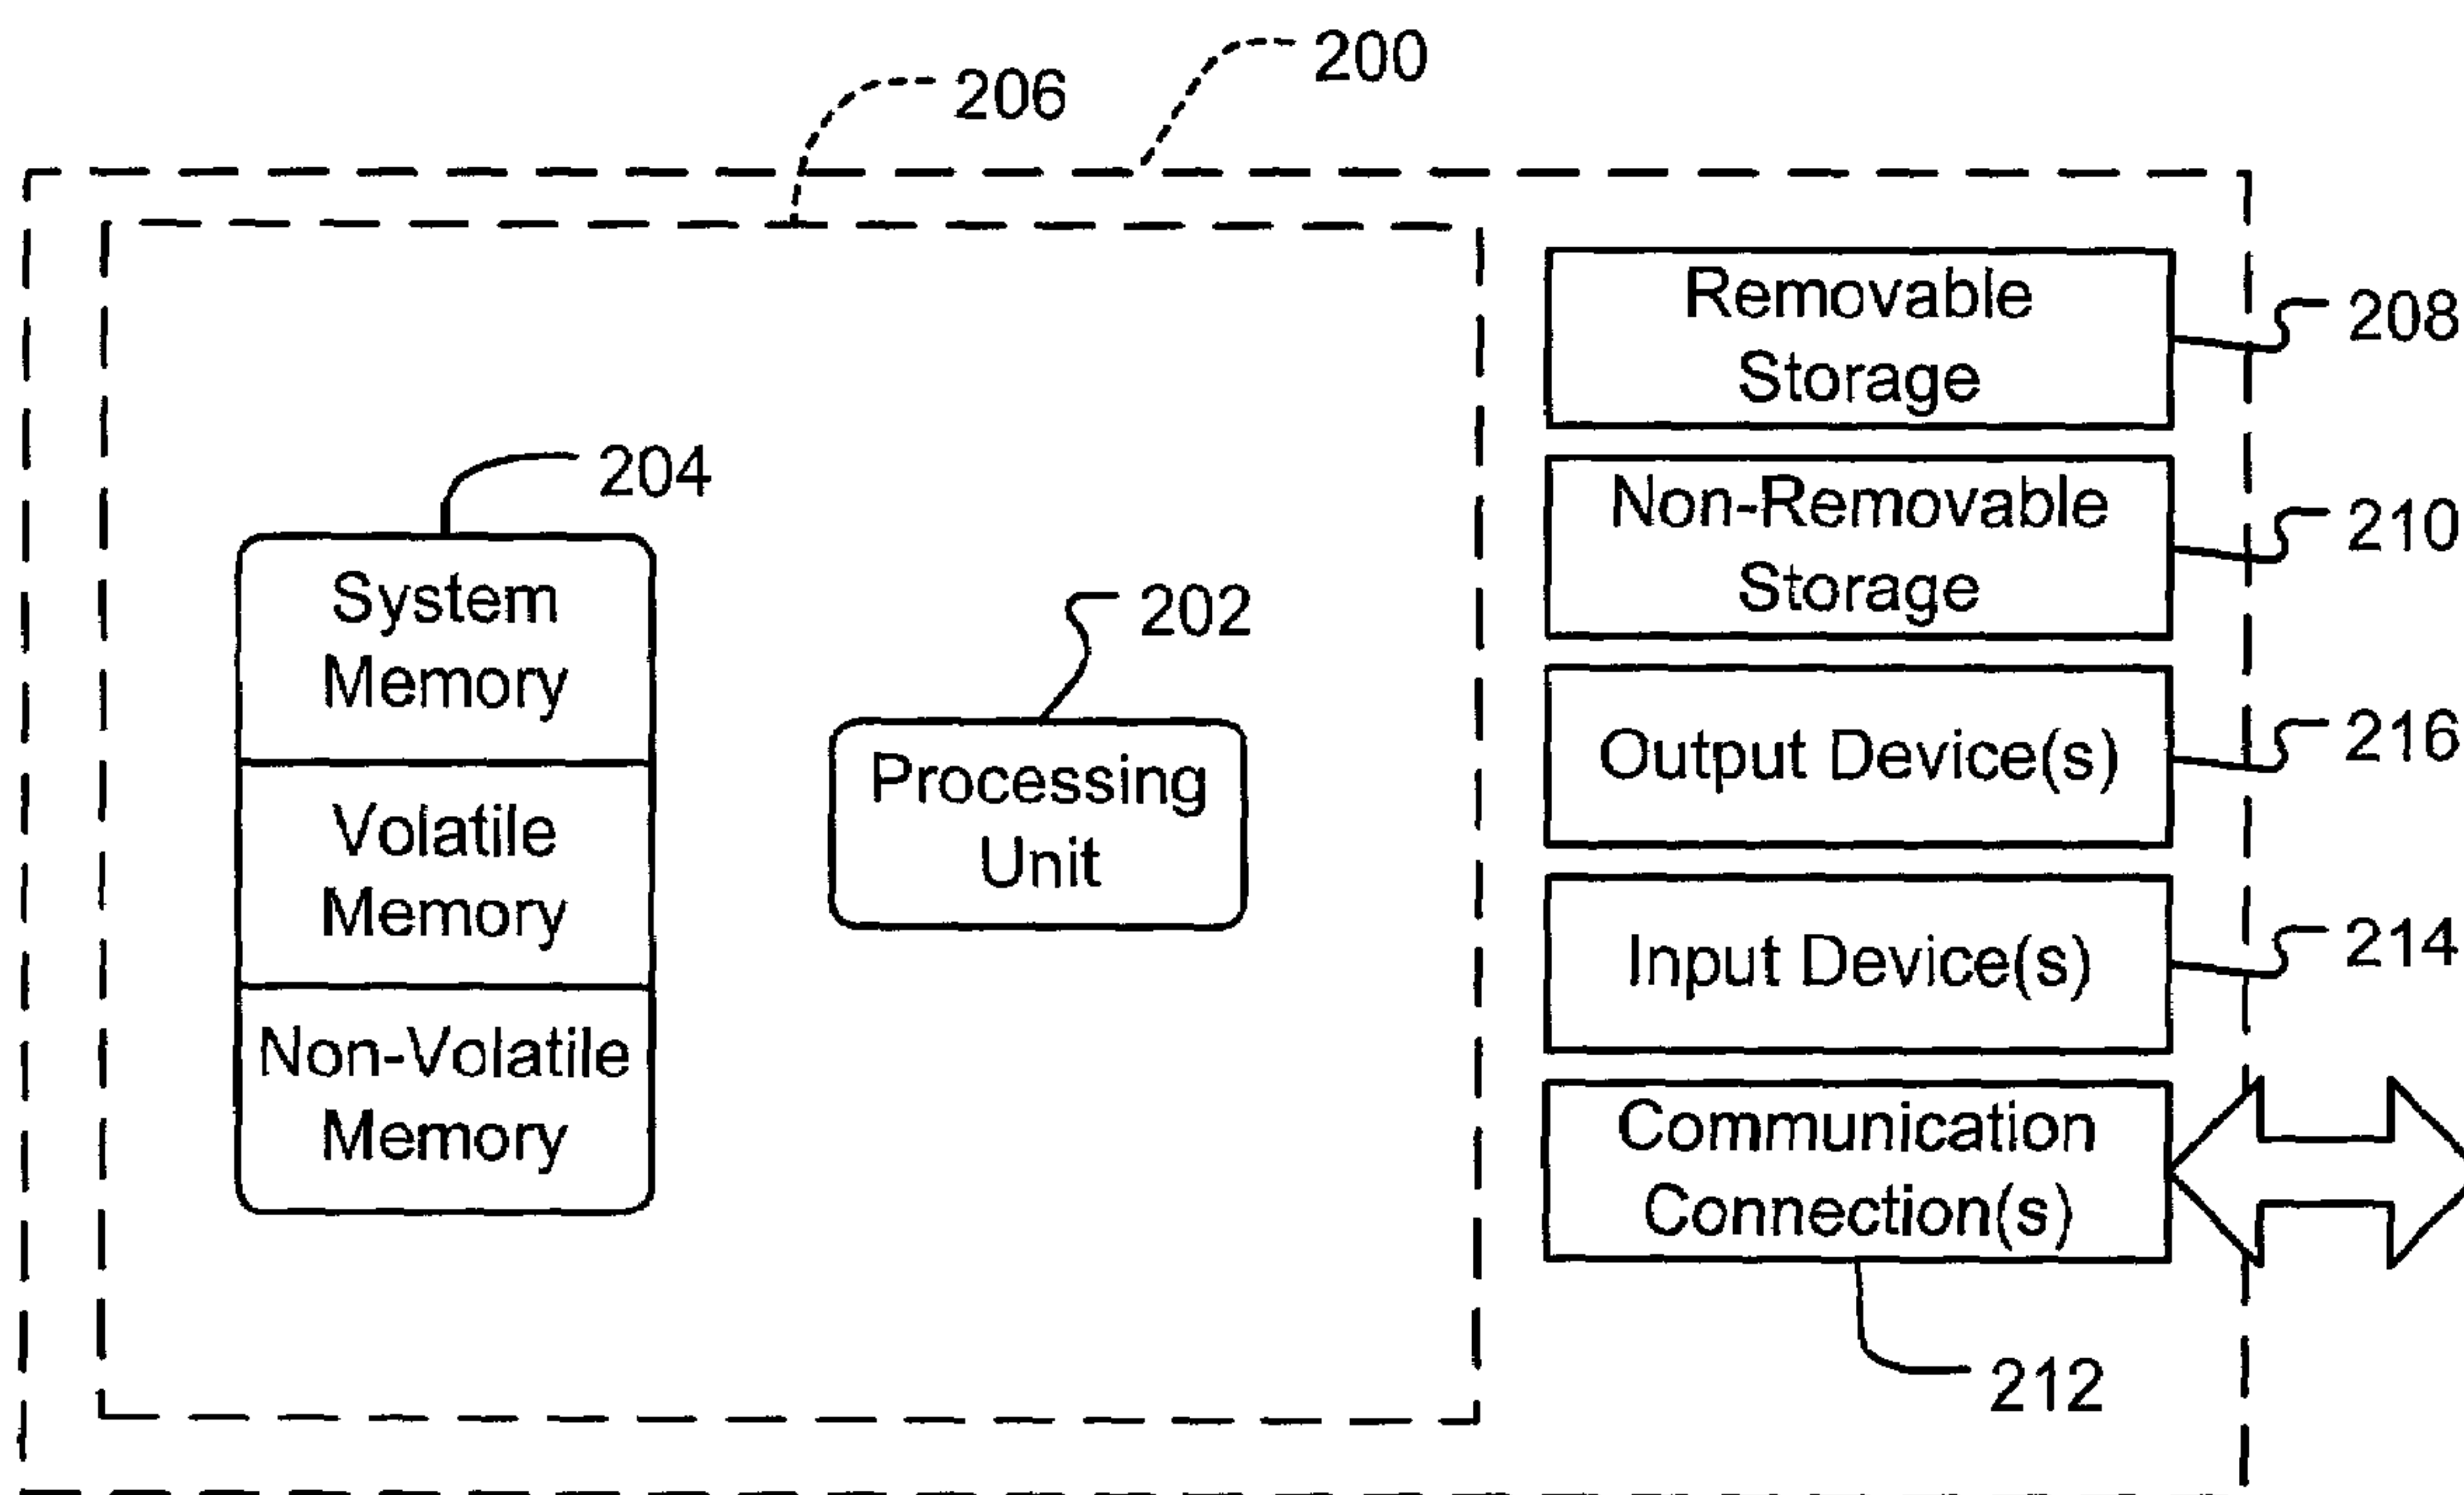 200
206
Removable
Storage
208
204
Non-Removable
Storage
210
System
Memory
202
Output Device(s)
216
Processing
Unit
Volatile
Memory
Input Device(s)
214
Non-Volatile
Memory
Communication
Connection(s)
212